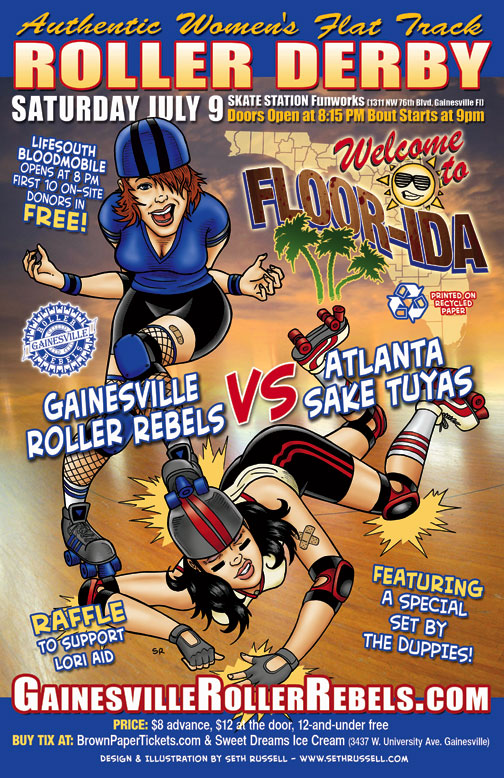 Authentic Women's Flat Track
ROLLER DERBY
SATURDAY JULY 9
SKATE STATION FUNworks (1311 NW 76th Blvd, Gainesville Fl)
Doors Open at 8:15 PM Bout Starts at 9pm
LIFESOUTH
BLOODMOBILE
OPENS AT 8 PM
FIRST 10 ON-SITE
DONORS IN
FREE!
Welcome
to
FLOOR-IDA
PRINTED ON
RECYCLED
PAPER
ROLLER
GAINESVILLE
REBELS
GAINESVILLE
ROLLER REBELS
VS
ATLANTA
SAKE TUYAS
RAFFLE
TO SUPPORT
LORI AID
SR
FEATURING
A SPECIAL
SET BY
THE DUPPIES!
GAINESVILLEROLLERREBELS.COM
PRICE: $8 advance, $12 at the door, 12-and-under free
BUY TIX AT: BrownPaperTickets.com & Sweet Dreams Ice Cream (3437 W. University Ave. Gainesville)
DESIGN & ILLUSTRATION BY SETH RUSSELL - WWW.SETHRUSSELL.COM